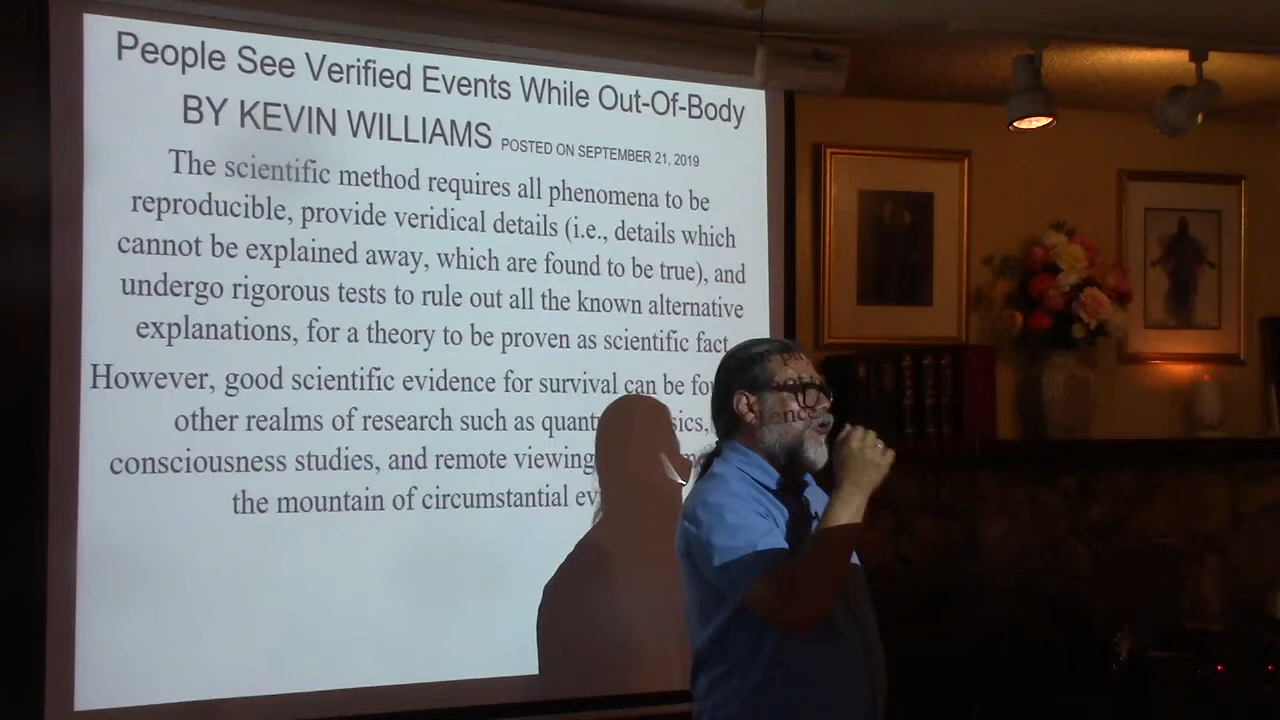 People See Verified Events While Out-Of-Body
BY KEVIN WILLIAMS POSTED ON SEPTEMBER 21, 2019
The scientific method requires all phenomena to be
reproducible, provide veridical details (i.e., details which
cannot be explained away, which are found to be true), and
undergo rigorous tests to rule out all the known alternative
explanations, for a theory to be proven as scientific fact
However, good scientific evidence for survival can be
other realms of research such as
consciousness studies, and remote viewing
the mountain of circumstantial